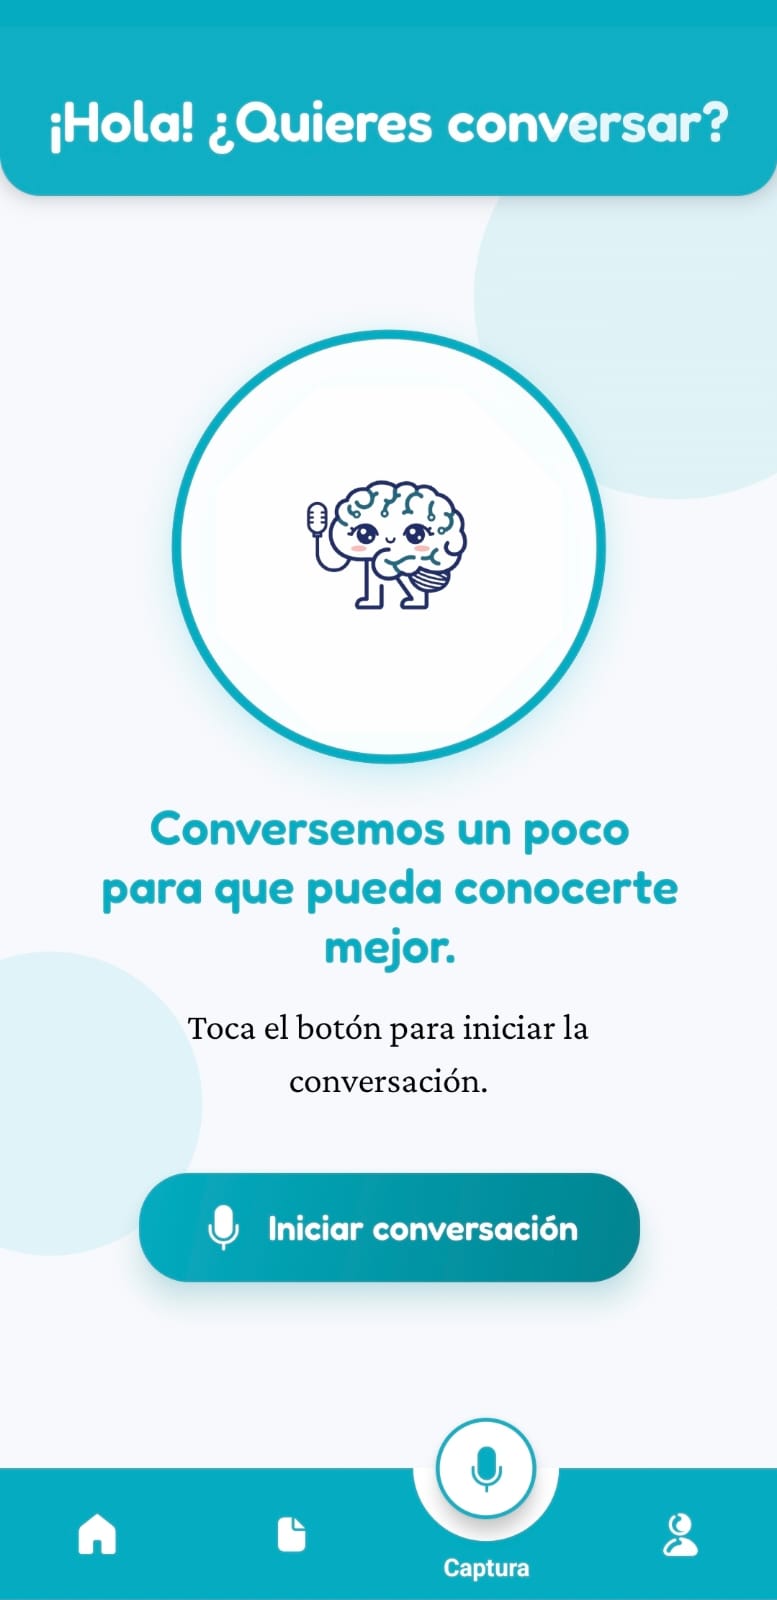 ¡Hola! ¿Quieres conversar?
Conversemos un poco
para que pueda conocerte
mejor.
Toca el botón para iniciar la
conversación.
Iniciar conversación
Captura